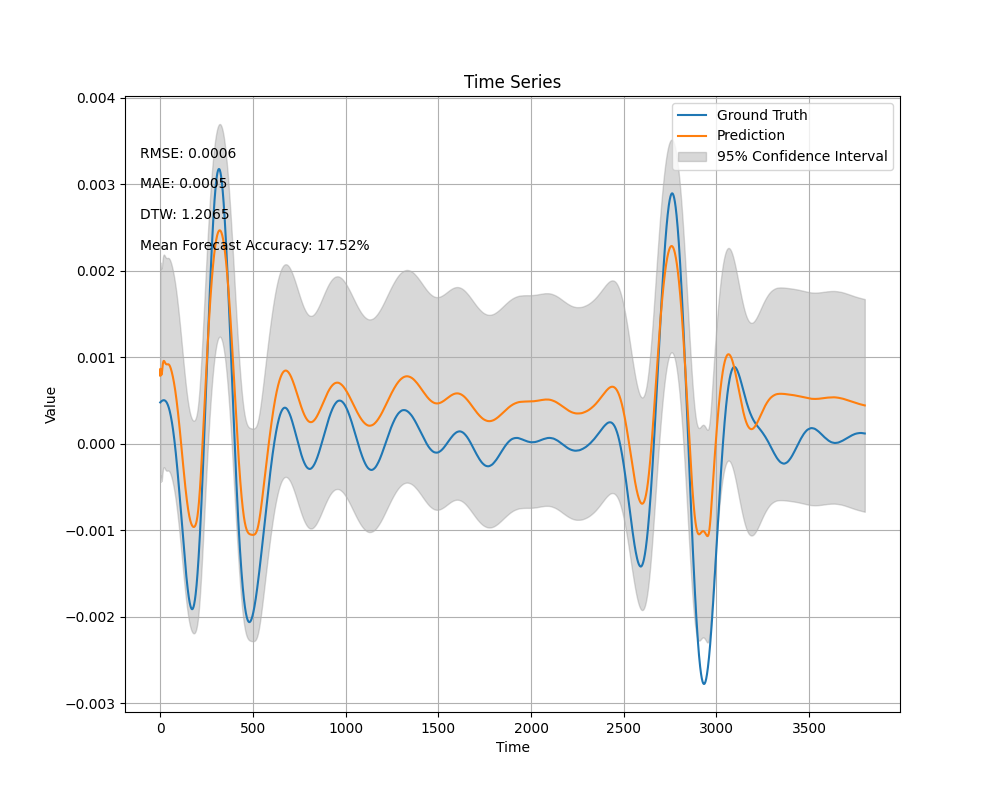 Time Series
Ground Truth
Prediction
95% Confidence Interval
RMSE: 0.0006
MAE: 0.0005
DTW: 1.2065
Mean Forecast Accuracy: 17.52%
Value
0.004
0.003
0.002
0.001
0.000
−0.001
−0.002
−0.003
0 500 1000 1500 2000 2500 3000 3500
Time